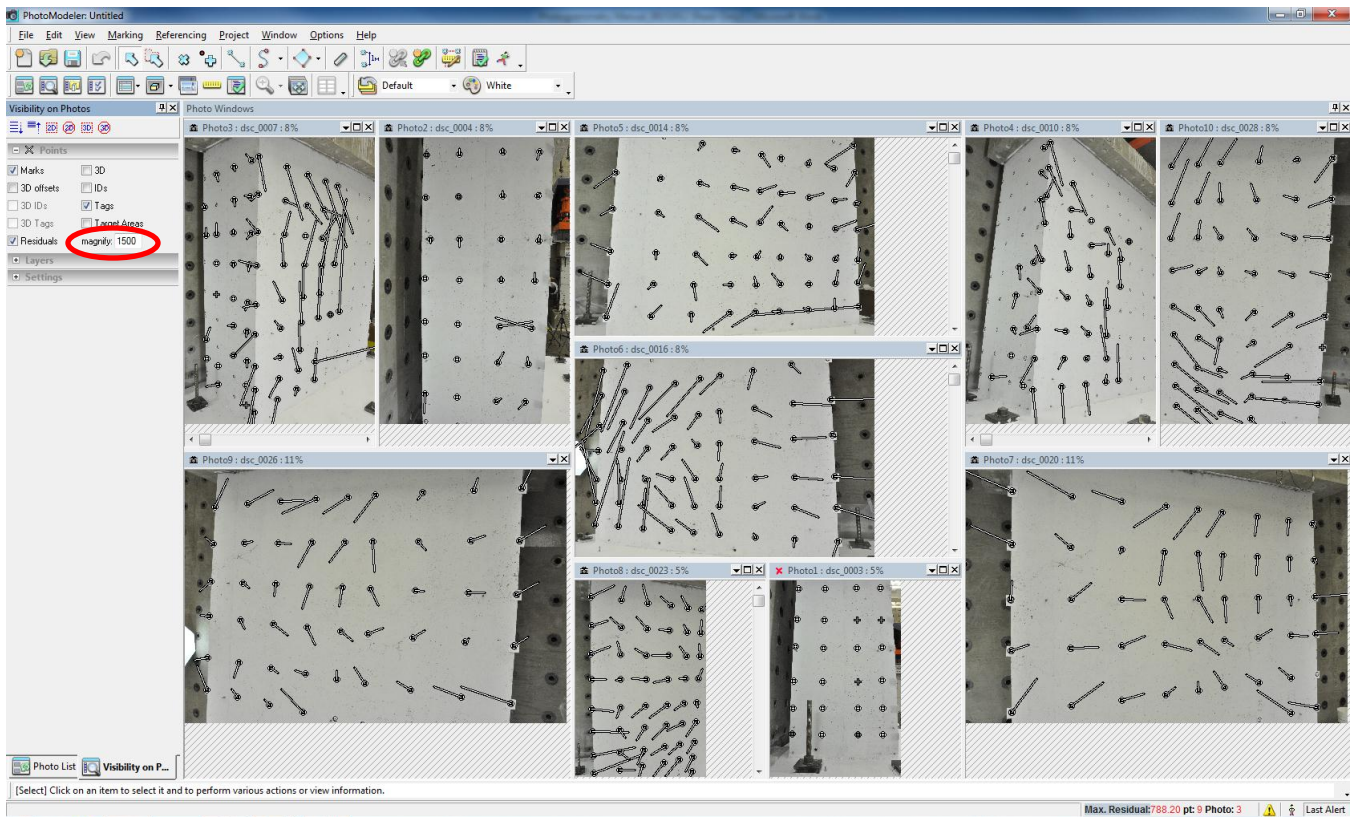 PhotoModeler: Untitled
File Edit View Marking Referencing Project Window Options Help
Default White
Visibility on Photos
Photo Windows
Points
Marks 3D
3D offsets IDs
3D IDs Tags
3D Tags Target Areas
Residuals magnify: 1500
Layers
Settings
Photo3 : dsc_0007 : 8%
Photo2 : dsc_0004 : 8%
Photo5 : dsc_0014 : 8%
Photo4 : dsc_0010 : 8%
Photo10 : dsc_0028 : 8%
Photo6 : dsc_0016 : 8%
Photo9 : dsc_0026 : 11%
Photo7 : dsc_0020 : 11%
Photo8 : dsc_0023 : 5%
Photo1 : dsc_0003 : 5%
Photo List Visibility on P...
[Select] Click on an item to select it and to perform various actions or view information.
Max. Residual:788.20 pt: 9 Photo: 3 Last Alert